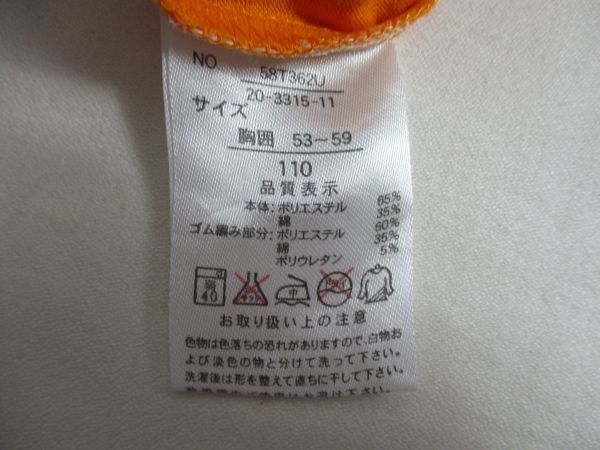 NO 58T362U
20-3315-11
サイズ
胸囲 53〜59
110
品質表示
本体: ポリエステル 65%
綿 35%
ゴム編み部分: ポリエステル 60%
綿 35%
ポリウレタン 5%
弱 40 中 ドライ
お取り扱い上の注意
色物は色落ちの恐れがありますので、白物お
よび淡色の物と分けて洗って下さい。
洗濯後は形を整えて直ちに干して下さい。